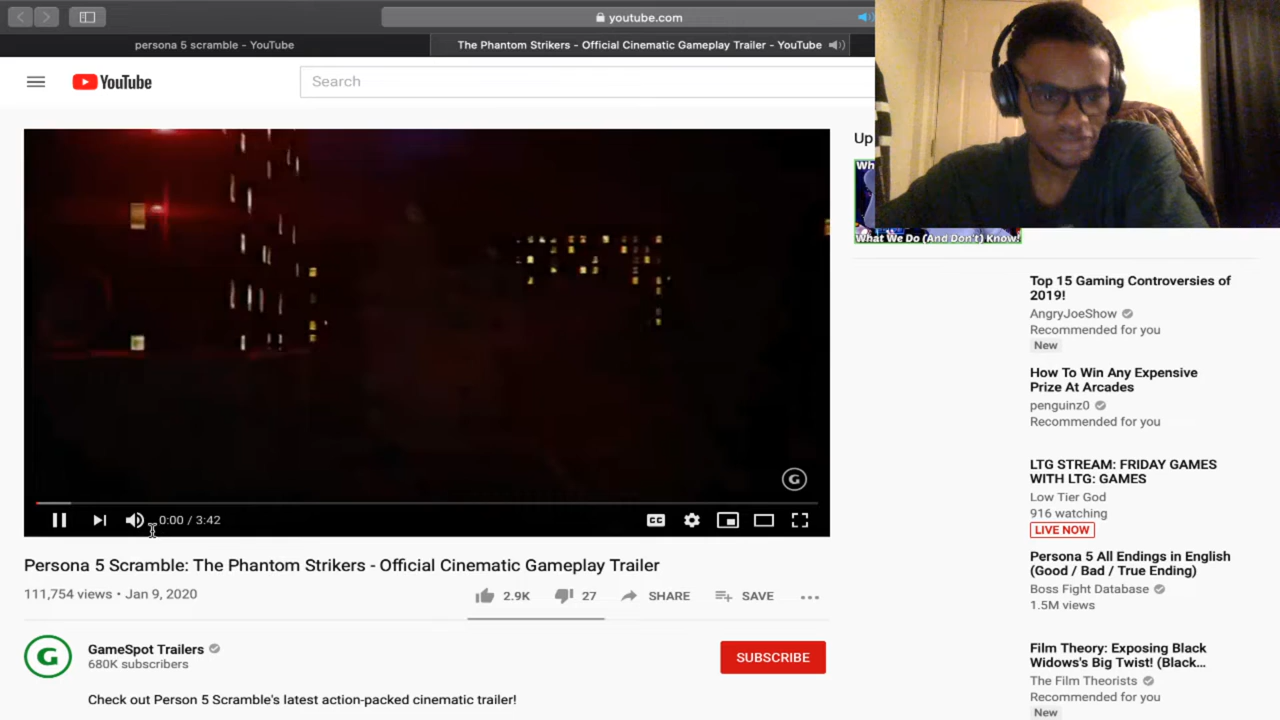 youtube.com
persona 5 scramble - YouTube
The Phantom Strikers - Official Cinematic Gameplay Trailer - YouTube
YouTube
Search
Up
Wh
What We Do (And Don't) Know!
G
0:00 / 3:42
CC
Persona 5 Scramble: The Phantom Strikers - Official Cinematic Gameplay Trailer
111,754 views • Jan 9, 2020
2.9K
27
SHARE
SAVE
G
GameSpot Trailers
680K subscribers
SUBSCRIBE
Check out Person 5 Scramble's latest action-packed cinematic trailer!
Top 15 Gaming Controversies of
2019!
AngryJoeShow
Recommended for you
New
How To Win Any Expensive
Prize At Arcades
penguinz0
Recommended for you
LTG STREAM: FRIDAY GAMES
WITH LTG: GAMES
Low Tier God
916 watching
LIVE NOW
Persona 5 All Endings in English
(Good / Bad / True Ending)
Boss Fight Database
1.5M views
Film Theory: Exposing Black
Widows's Big Twist! (Black...
The Film Theorists
Recommended for you
New